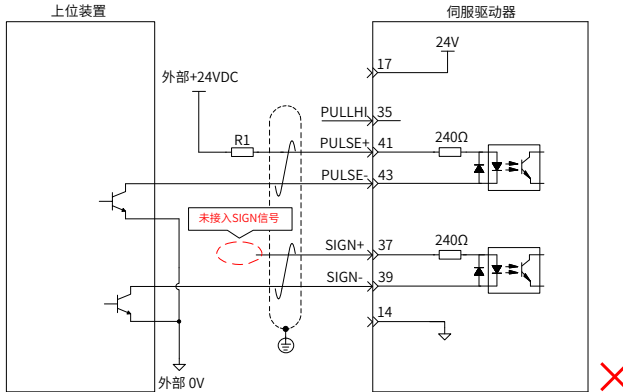 上位装置
伺服驱动器
24V
17
外部+24VDC
PULLHI 35
R1
PULSE+ 41
240Ω
PULSE- 43
未接入SIGN信号
SIGN+ 37
240Ω
SIGN- 39
14
外部 0V